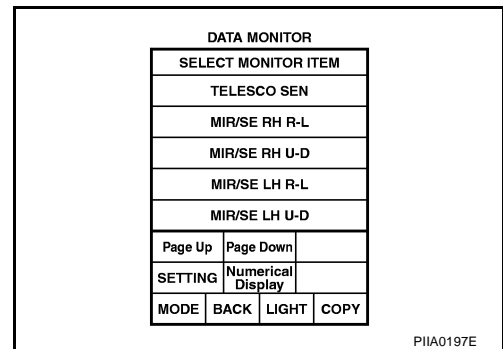 DATA MONITOR
SELECT MONITOR ITEM
TELESCO SEN
MIR/SE RH R-L
MIR/SE RH U-D
MIR/SE LH R-L
MIR/SE LH U-D
Page Up Page Down
SETTING Numerical Display
MODE BACK LIGHT COPY
PIIA0197E